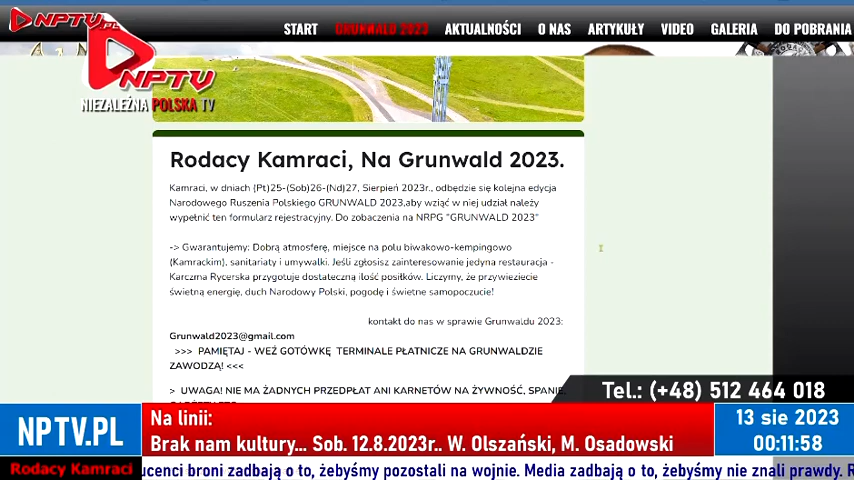 NPTV.PL
START GRUNWALD 2023 AKTUALNOŚCI O NAS ARTYKUŁY VIDEO GALERIA DO POBRANIA
NPTV
NIEZALEŻNA POLSKA TV
Rodacy Kamraci, Na Grunwald 2023.
Kamraci, w dniach (Pt)25-(Sob)26-(Nd)27, Sierpień 2023r., odbędzie się kolejna edycja
Narodowego Ruszenia Polskiego GRUNWALD 2023,aby wziąć w niej udział należy
wypełnić ten formularz rejestracyjny. Do zobaczenia na NRPG "GRUNWALD 2023"
-> Gwarantujemy: Dobrą atmosferę, miejsce na polu biwakowo-kempingowo
(Kamrackim), sanitariaty i umywalki. Jeśli zgłosisz zainteresowanie jedyna restauracja -
Karczma Rycerska przygotuje dostateczną ilość posiłków. Liczymy, że przywieziecie
świetną energię, duch Narodowy Polski, pogodę i świetne samopoczucie!
kontakt do nas w sprawie Grunwaldu 2023:
Grunwald2023@gmail.com
>>> PAMIĘTAJ - WEŹ GOTÓWKĘ TERMINALE PŁATNICZE NA GRUNWALDZIE
ZAWODZĄ! <<<
> UWAGA! NIE MA ŻADNYCH PRZEDPŁAT ANI KARNETÓW NA ŻYWNOŚĆ, SPANIE,
Tel.: (+48) 512 464 018
NPTV.PL
Na linii:
Brak nam kultury... Sob. 12.8.2023r.. W. Olszański, M. Osadowski
13 sie 2023
00:11:58
Rodacy Kamraci
ucenci broni zadbają o to, żebyśmy pozostali na wojnie. Media zadbają o to, żebyśmy nie znali prawdy. R